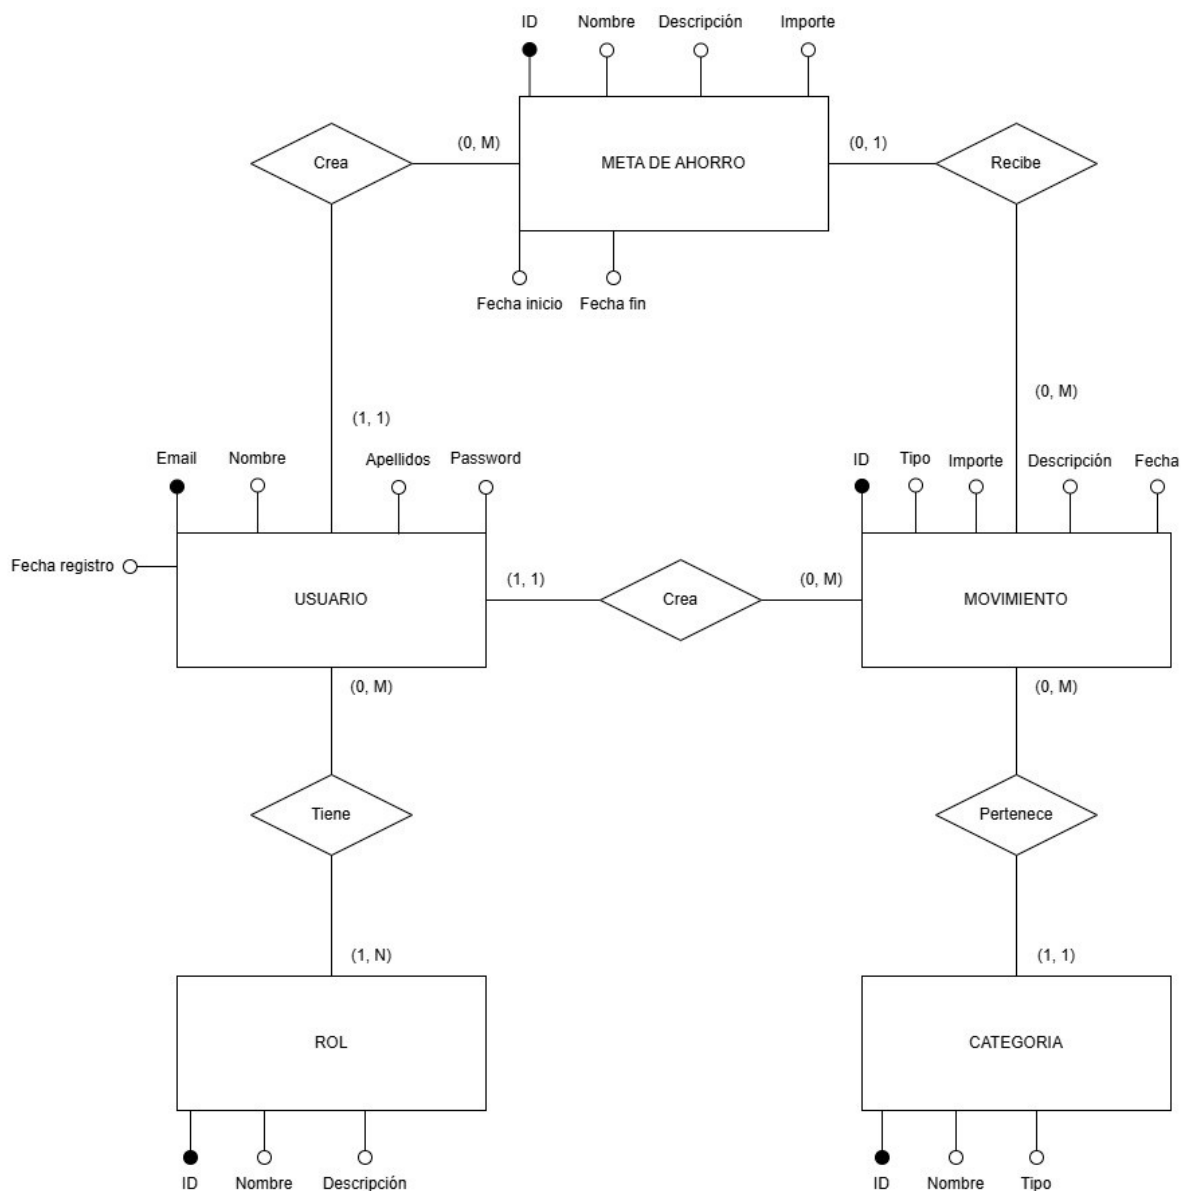 ID Nombre Descripción Importe
Crea (0, M) META DE AHORRO (0, 1) Recibe
Fecha inicio Fecha fin
(0, M)
(1, 1)
Email Nombre Apellidos Password
ID Tipo Importe Descripción Fecha
Fecha registro
USUARIO (1, 1) Crea (0, M) MOVIMIENTO
(0, M) (0, M)
Tiene Pertenece
(1, N) (1, 1)
ROL CATEGORIA
ID Nombre Descripción ID Nombre Tipo